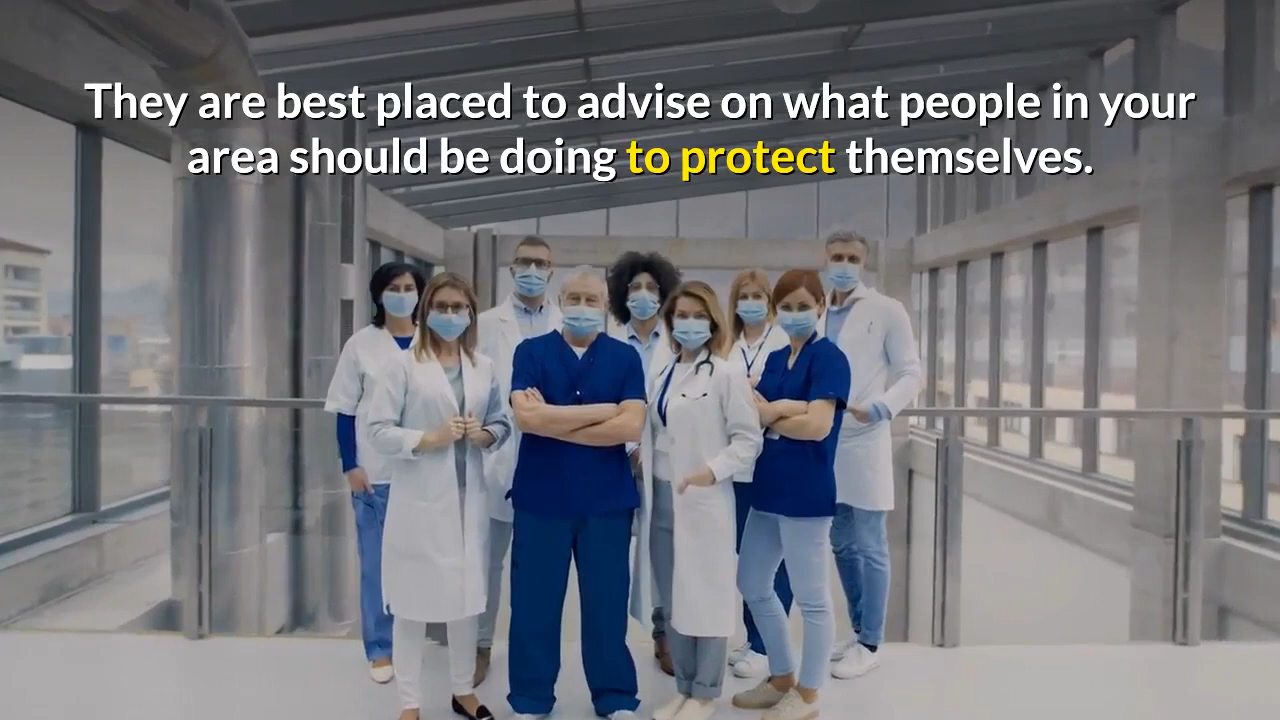 They are best placed to advise on what people in your
area should be doing to protect themselves.